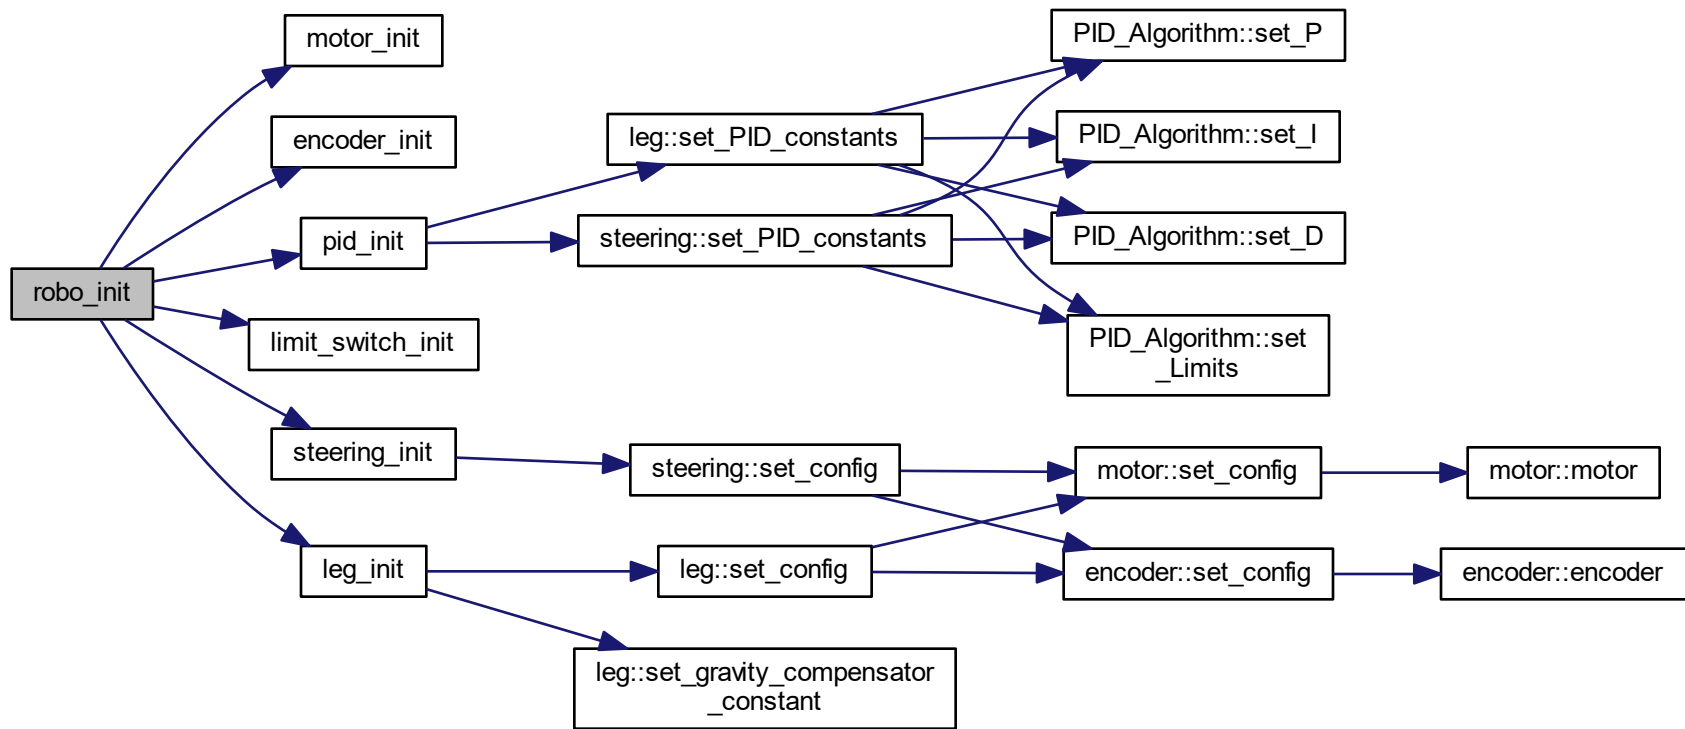 robo_init
motor_init
encoder_init
pid_init
limit_switch_init
steering_init
leg_init
leg::set_PID_constants
steering::set_PID_constants
steering::set_config
leg::set_config
leg::set_gravity_compensator
_constant
PID_Algorithm::set_P
PID_Algorithm::set_I
PID_Algorithm::set_D
PID_Algorithm::set
_Limits
motor::set_config
encoder::set_config
motor::motor
encoder::encoder